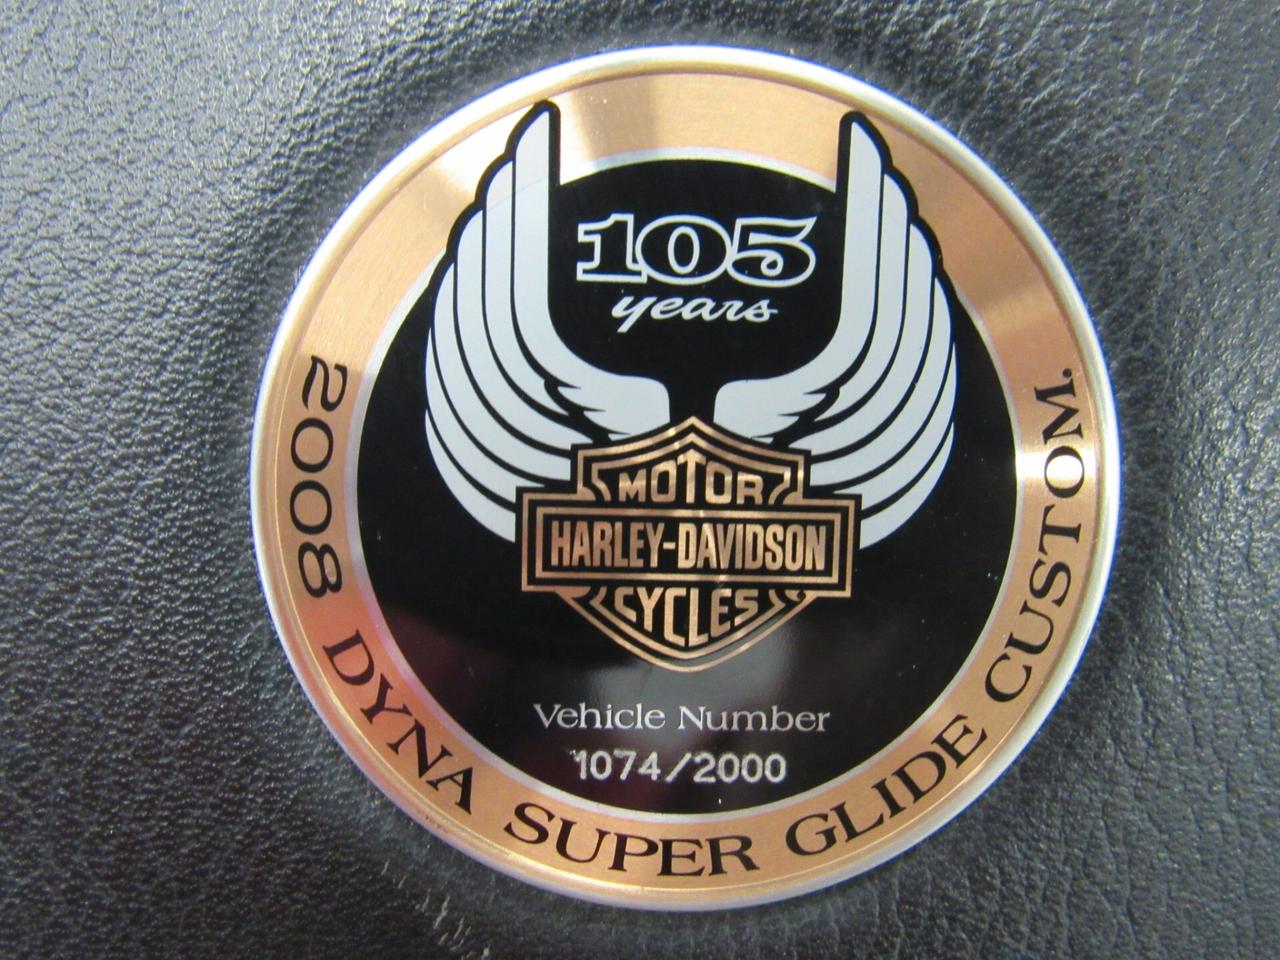 105
years
MOTOR
HARLEY-DAVIDSON
CYCLES
Vehicle Number
1074/2000
2008 DYNA SUPER GLIDE CUSTOM.